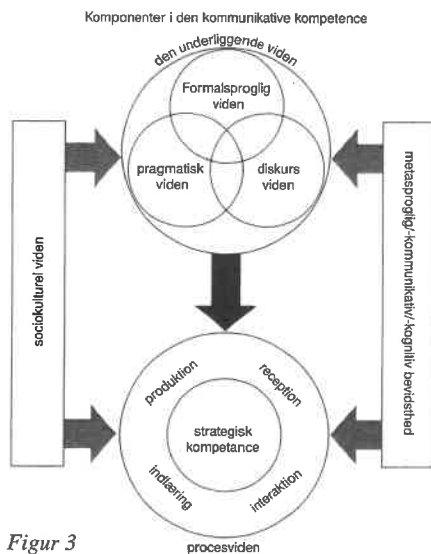 Komponenter i den kommunikative kompetence
den underliggende viden
Formalsproglig
viden
pragmatisk
viden
diskurs
viden
sociokulturel viden
metasproglig/-kommunikativ/-kognitiv bevidsthed
produktion
reception
strategisk
kompetance
indlæring
interaktion
procesviden
Figur 3